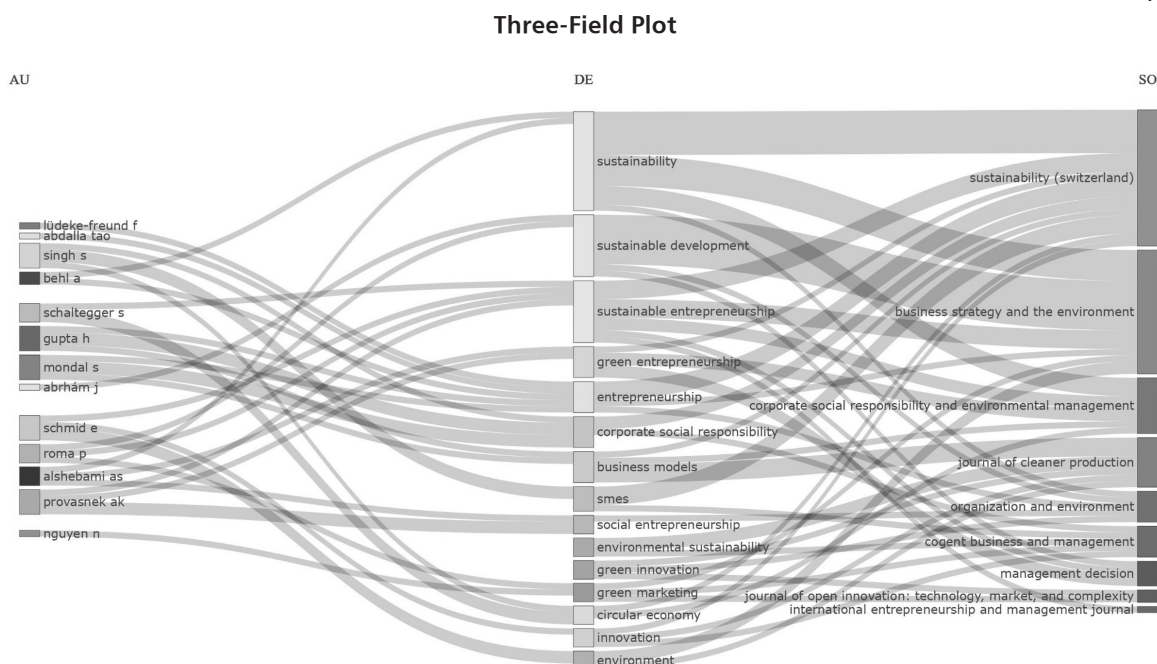 Three-Field Plot
AU
DE
SO
lüdeke-freund f
abdalla tao
singh s
behl a
schaltegger s
gupta h
mondal s
abrhám j
schmid e
roma p
alshebami as
provasnek ak
nguyen n
sustainability
sustainable development
sustainable entrepreneurship
green entrepreneurship
entrepreneurship
corporate social responsibility
business models
smes
social entrepreneurship
environmental sustainability
green innovation
green marketing
circular economy
innovation
environment
sustainability (switzerland)
business strategy and the environment
corporate social responsibility and environmental management
journal of cleaner production
organization and environment
cogent business and management
management decision
journal of open innovation: technology, market, and complexity
international entrepreneurship and management journal